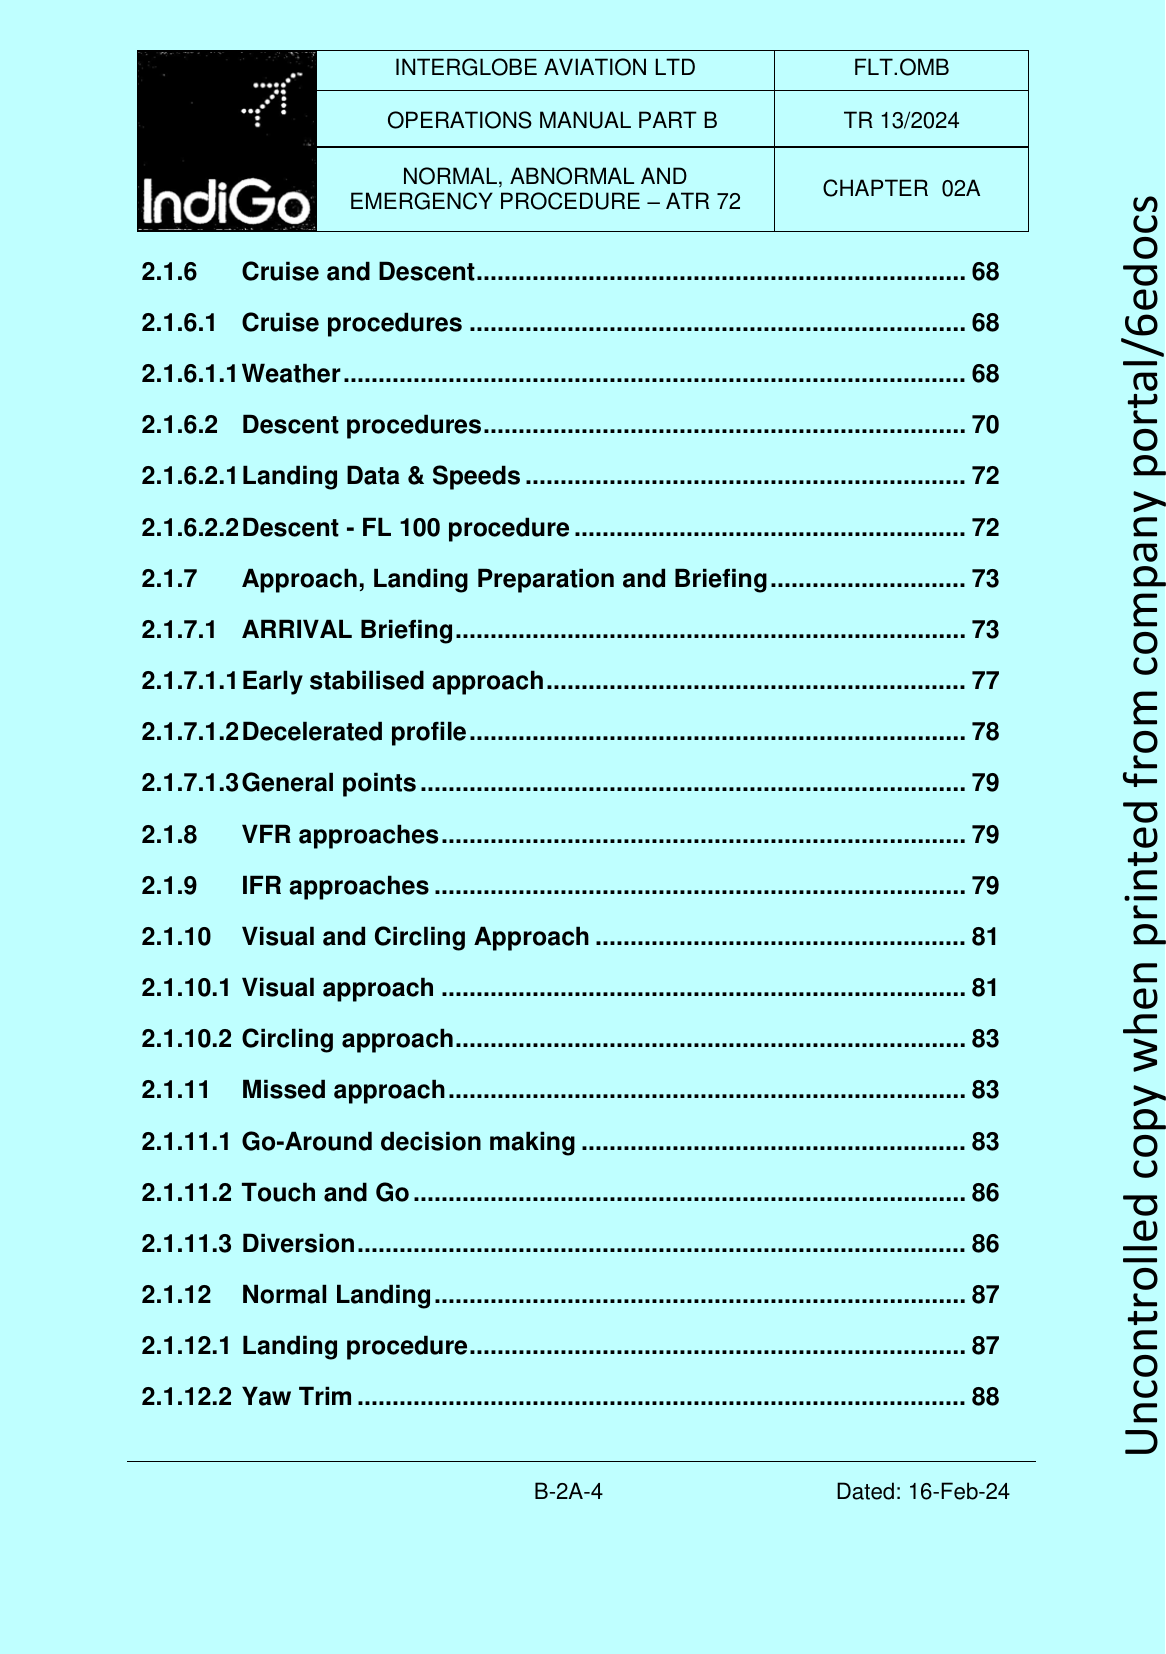 IndiGo
INTERGLOBE AVIATION LTD
FLT.OMB
OPERATIONS MANUAL PART B
TR 13/2024
NORMAL, ABNORMAL AND
EMERGENCY PROCEDURE – ATR 72
CHAPTER  02A
2.1.6 Cruise and Descent...................................................................... 68
2.1.6.1 Cruise procedures ....................................................................... 68
2.1.6.1.1 Weather......................................................................................... 68
2.1.6.2 Descent procedures..................................................................... 70
2.1.6.2.1 Landing Data & Speeds ............................................................... 72
2.1.6.2.2 Descent - FL 100 procedure ........................................................ 72
2.1.7 Approach, Landing Preparation and Briefing............................ 73
2.1.7.1 ARRIVAL Briefing......................................................................... 73
2.1.7.1.1 Early stabilised approach............................................................ 77
2.1.7.1.2 Decelerated profile....................................................................... 78
2.1.7.1.3 General points.............................................................................. 79
2.1.8 VFR approaches........................................................................... 79
2.1.9 IFR approaches ............................................................................ 79
2.1.10 Visual and Circling Approach ..................................................... 81
2.1.10.1 Visual approach ........................................................................... 81
2.1.10.2 Circling approach......................................................................... 83
2.1.11 Missed approach.......................................................................... 83
2.1.11.1 Go-Around decision making ....................................................... 83
2.1.11.2 Touch and Go............................................................................... 86
2.1.11.3 Diversion....................................................................................... 86
2.1.12 Normal Landing............................................................................ 87
2.1.12.1 Landing procedure....................................................................... 87
2.1.12.2 Yaw Trim ....................................................................................... 88
B-2A-4
Dated: 16-Feb-24
Uncontrolled copy when printed from company portal/6edocs